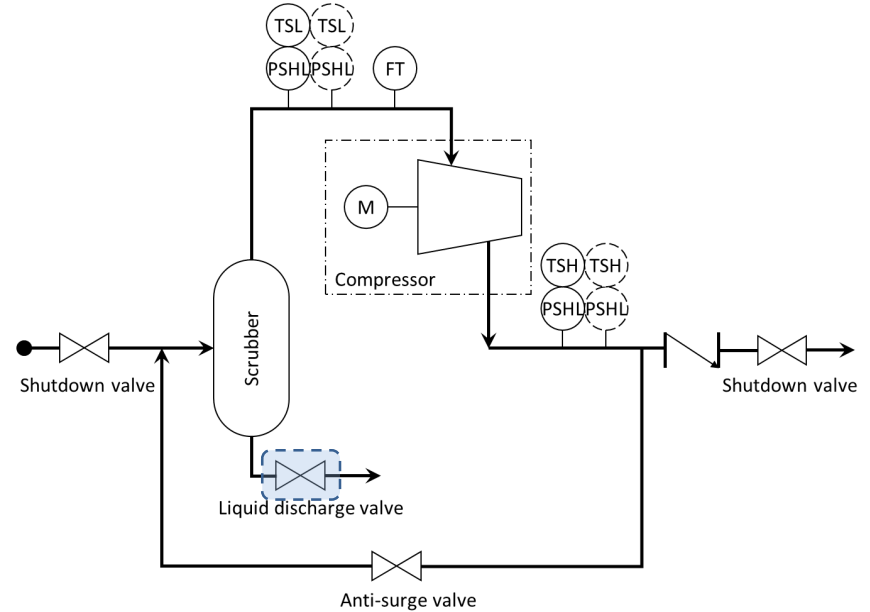 TSL TSL
PSHL PSHL FT
M
Compressor
TSH TSH
PSHL PSHL
Scrubber
Shutdown valve
Shutdown valve
Liquid discharge valve
Anti-surge valve